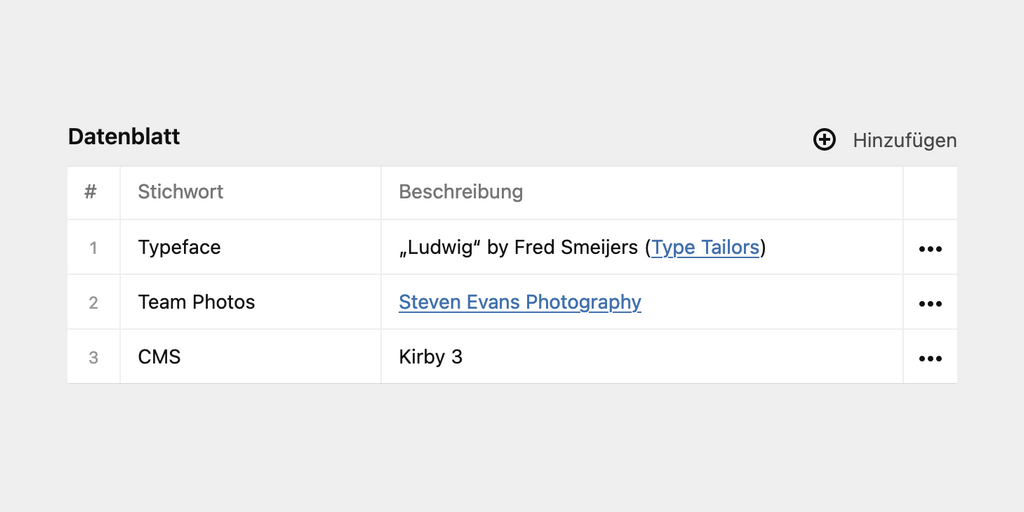 Datenblatt
Hinzufügen
# Stichwort Beschreibung
1 Typeface „Ludwig“ by Fred Smeijers (Type Tailors)
2 Team Photos Steven Evans Photography
3 CMS Kirby 3